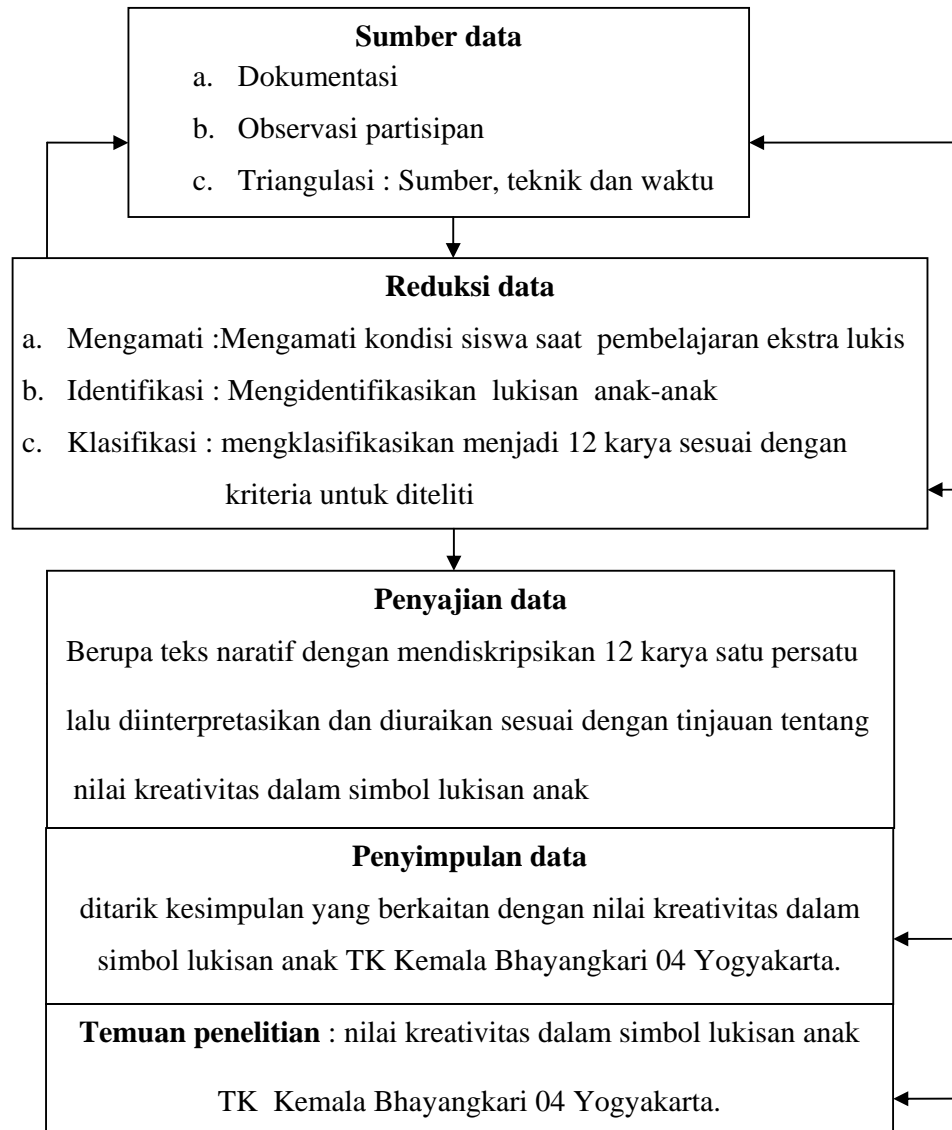 Sumber data
a. Dokumentasi
b. Observasi partisipan
c. Triangulasi : Sumber, teknik dan waktu
Reduksi data
a. Mengamati :Mengamati kondisi siswa saat pembelajaran ekstra lukis
b. Identifikasi : Mengidentifikasikan lukisan anak-anak
c. Klasifikasi : mengklasifikasikan menjadi 12 karya sesuai dengan
kriteria untuk diteliti
Penyajian data
Berupa teks naratif dengan mendiskripsikan 12 karya satu persatu
lalu diinterpretasikan dan diuraikan sesuai dengan tinjauan tentang
nilai kreativitas dalam simbol lukisan anak
Penyimpulan data
ditarik kesimpulan yang berkaitan dengan nilai kreativitas dalam
simbol lukisan anak TK Kemala Bhayangkari 04 Yogyakarta.
Temuan penelitian : nilai kreativitas dalam simbol lukisan anak
TK Kemala Bhayangkari 04 Yogyakarta.